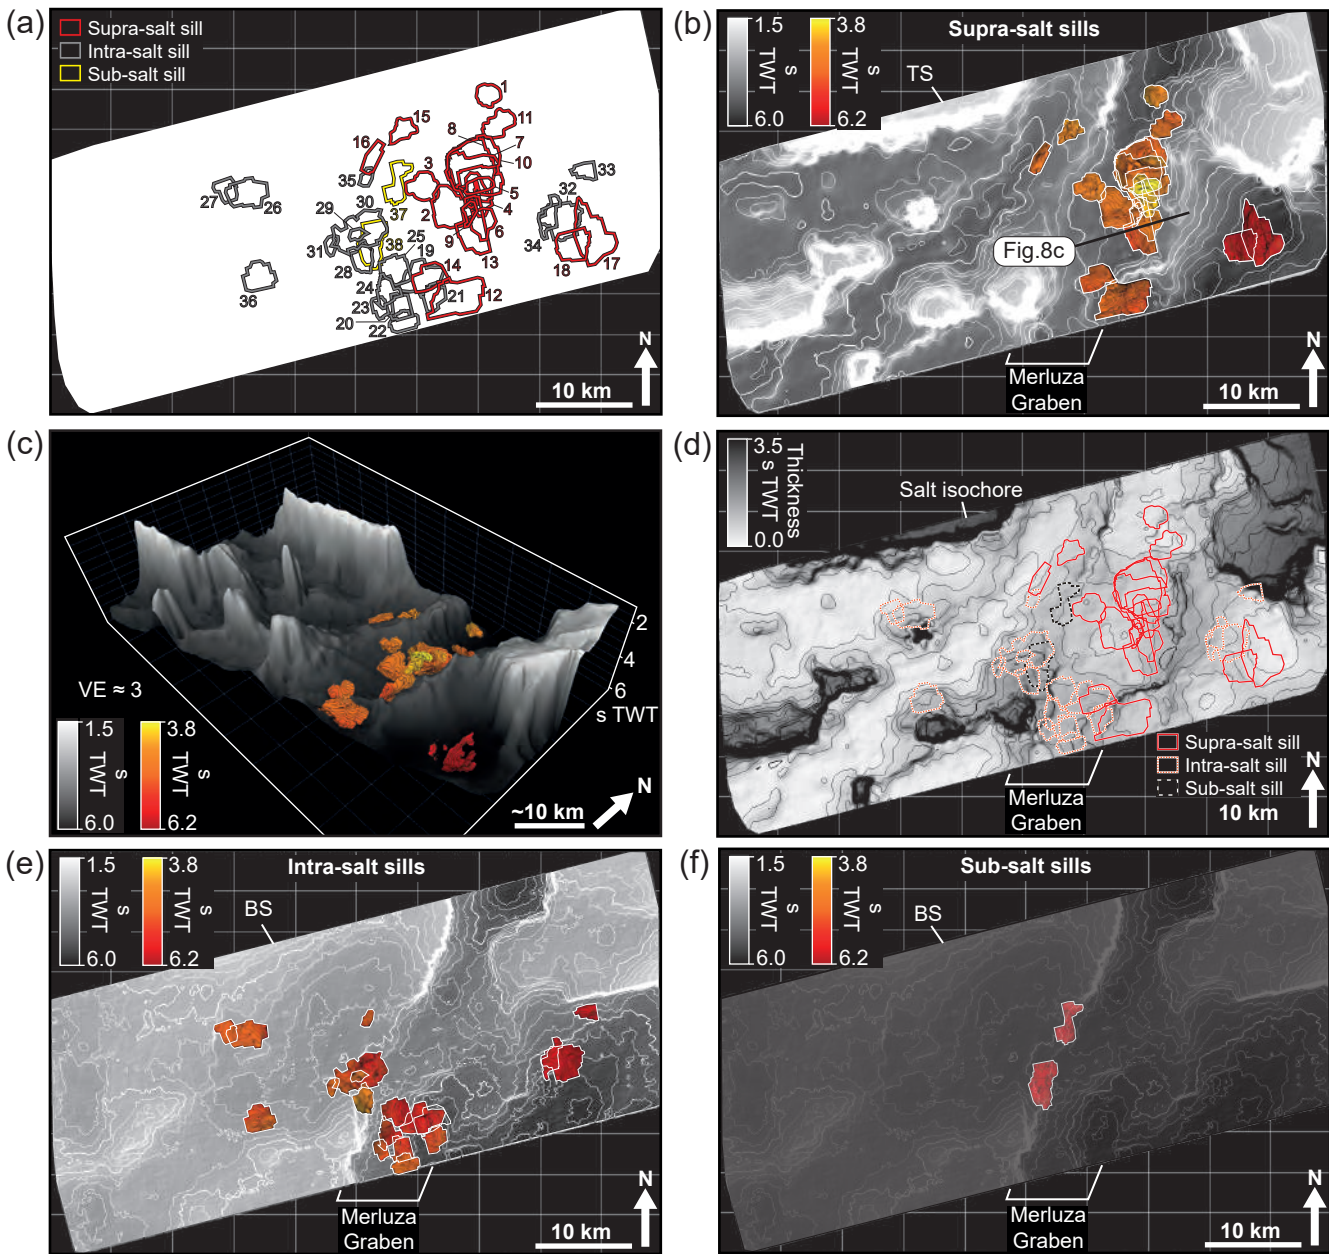 (a)
Supra-salt sill
Intra-salt sill
Sub-salt sill
1
11
15
8
7
16
10
3
33
35
5
32
27
26
37
2
4
29
30
6
9
34
31
38
25
13
28
19
14
18
17
36
24
23
21
12
20
22
N
10 km
(b)
1.5
6.0
TWT
s
3.8
6.2
TWT
s
Supra-salt sills
TS
Fig.8c
Merluza
Graben
N
10 km
(c)
2
4
6
s TWT
VE ≈ 3
1.5
6.0
TWT
s
3.8
6.2
TWT
s
~10 km
N
(d)
3.5
0.0
Thickness
s TWT
Salt isochore
Supra-salt sill
Intra-salt sill
Sub-salt sill
Merluza
Graben
N
10 km
(e)
1.5
6.0
TWT
s
3.8
6.2
TWT
s
Intra-salt sills
BS
Merluza
Graben
N
10 km
(f)
1.5
6.0
TWT
s
3.8
6.2
TWT
s
Sub-salt sills
BS
Merluza
Graben
N
10 km